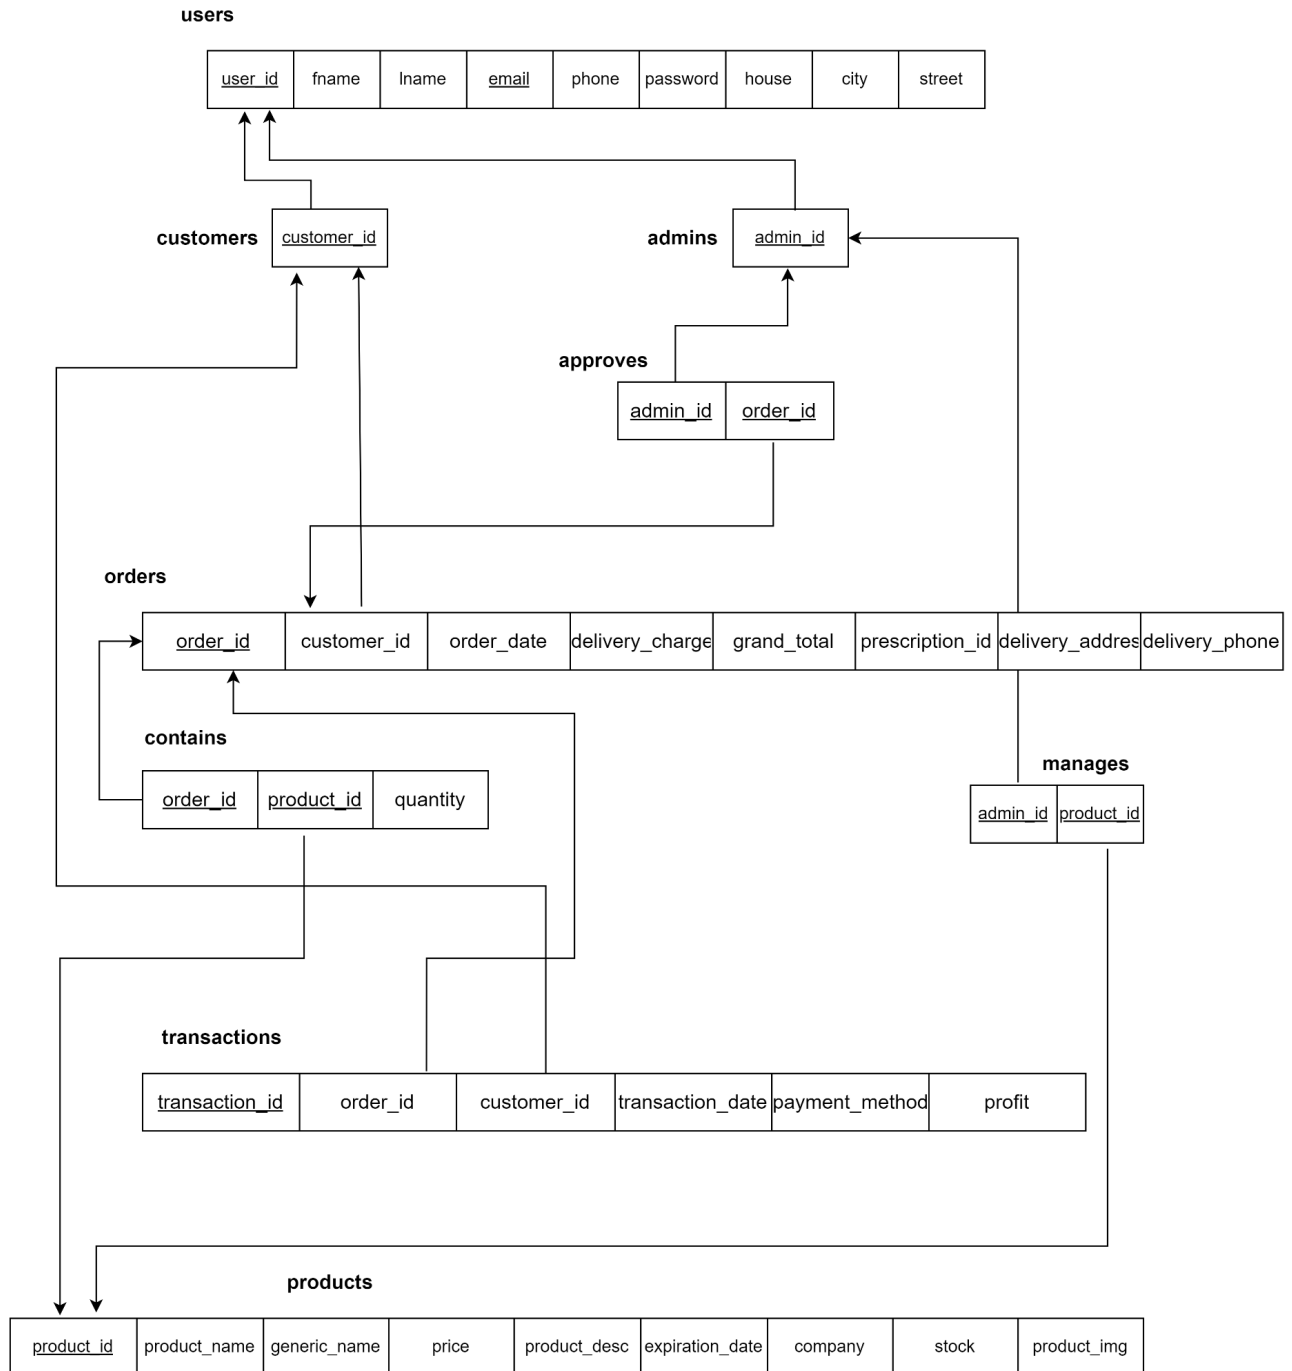 users
user_id fname lname email phone password house city street
customers customer_id
admins admin_id
approves
admin_id order_id
orders
order_id customer_id order_date delivery_charge grand_total prescription_id delivery_addres delivery_phone
contains
order_id product_id quantity
manages
admin_id product_id
transactions
transaction_id order_id customer_id transaction_date payment_method profit
products
product_id product_name generic_name price product_desc expiration_date company stock product_img